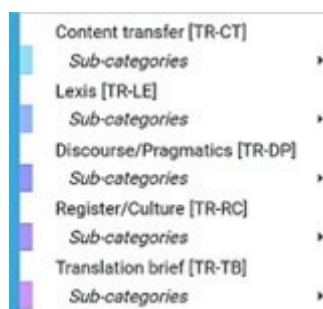 Content transfer [TR-CT]
Sub-categories
Lexis [TR-LE]
Sub-categories
Discourse/Pragmatics [TR-DP]
Sub-categories
Register/Culture [TR-RC]
Sub-categories
Translation brief [TR-TB]
Sub-categories